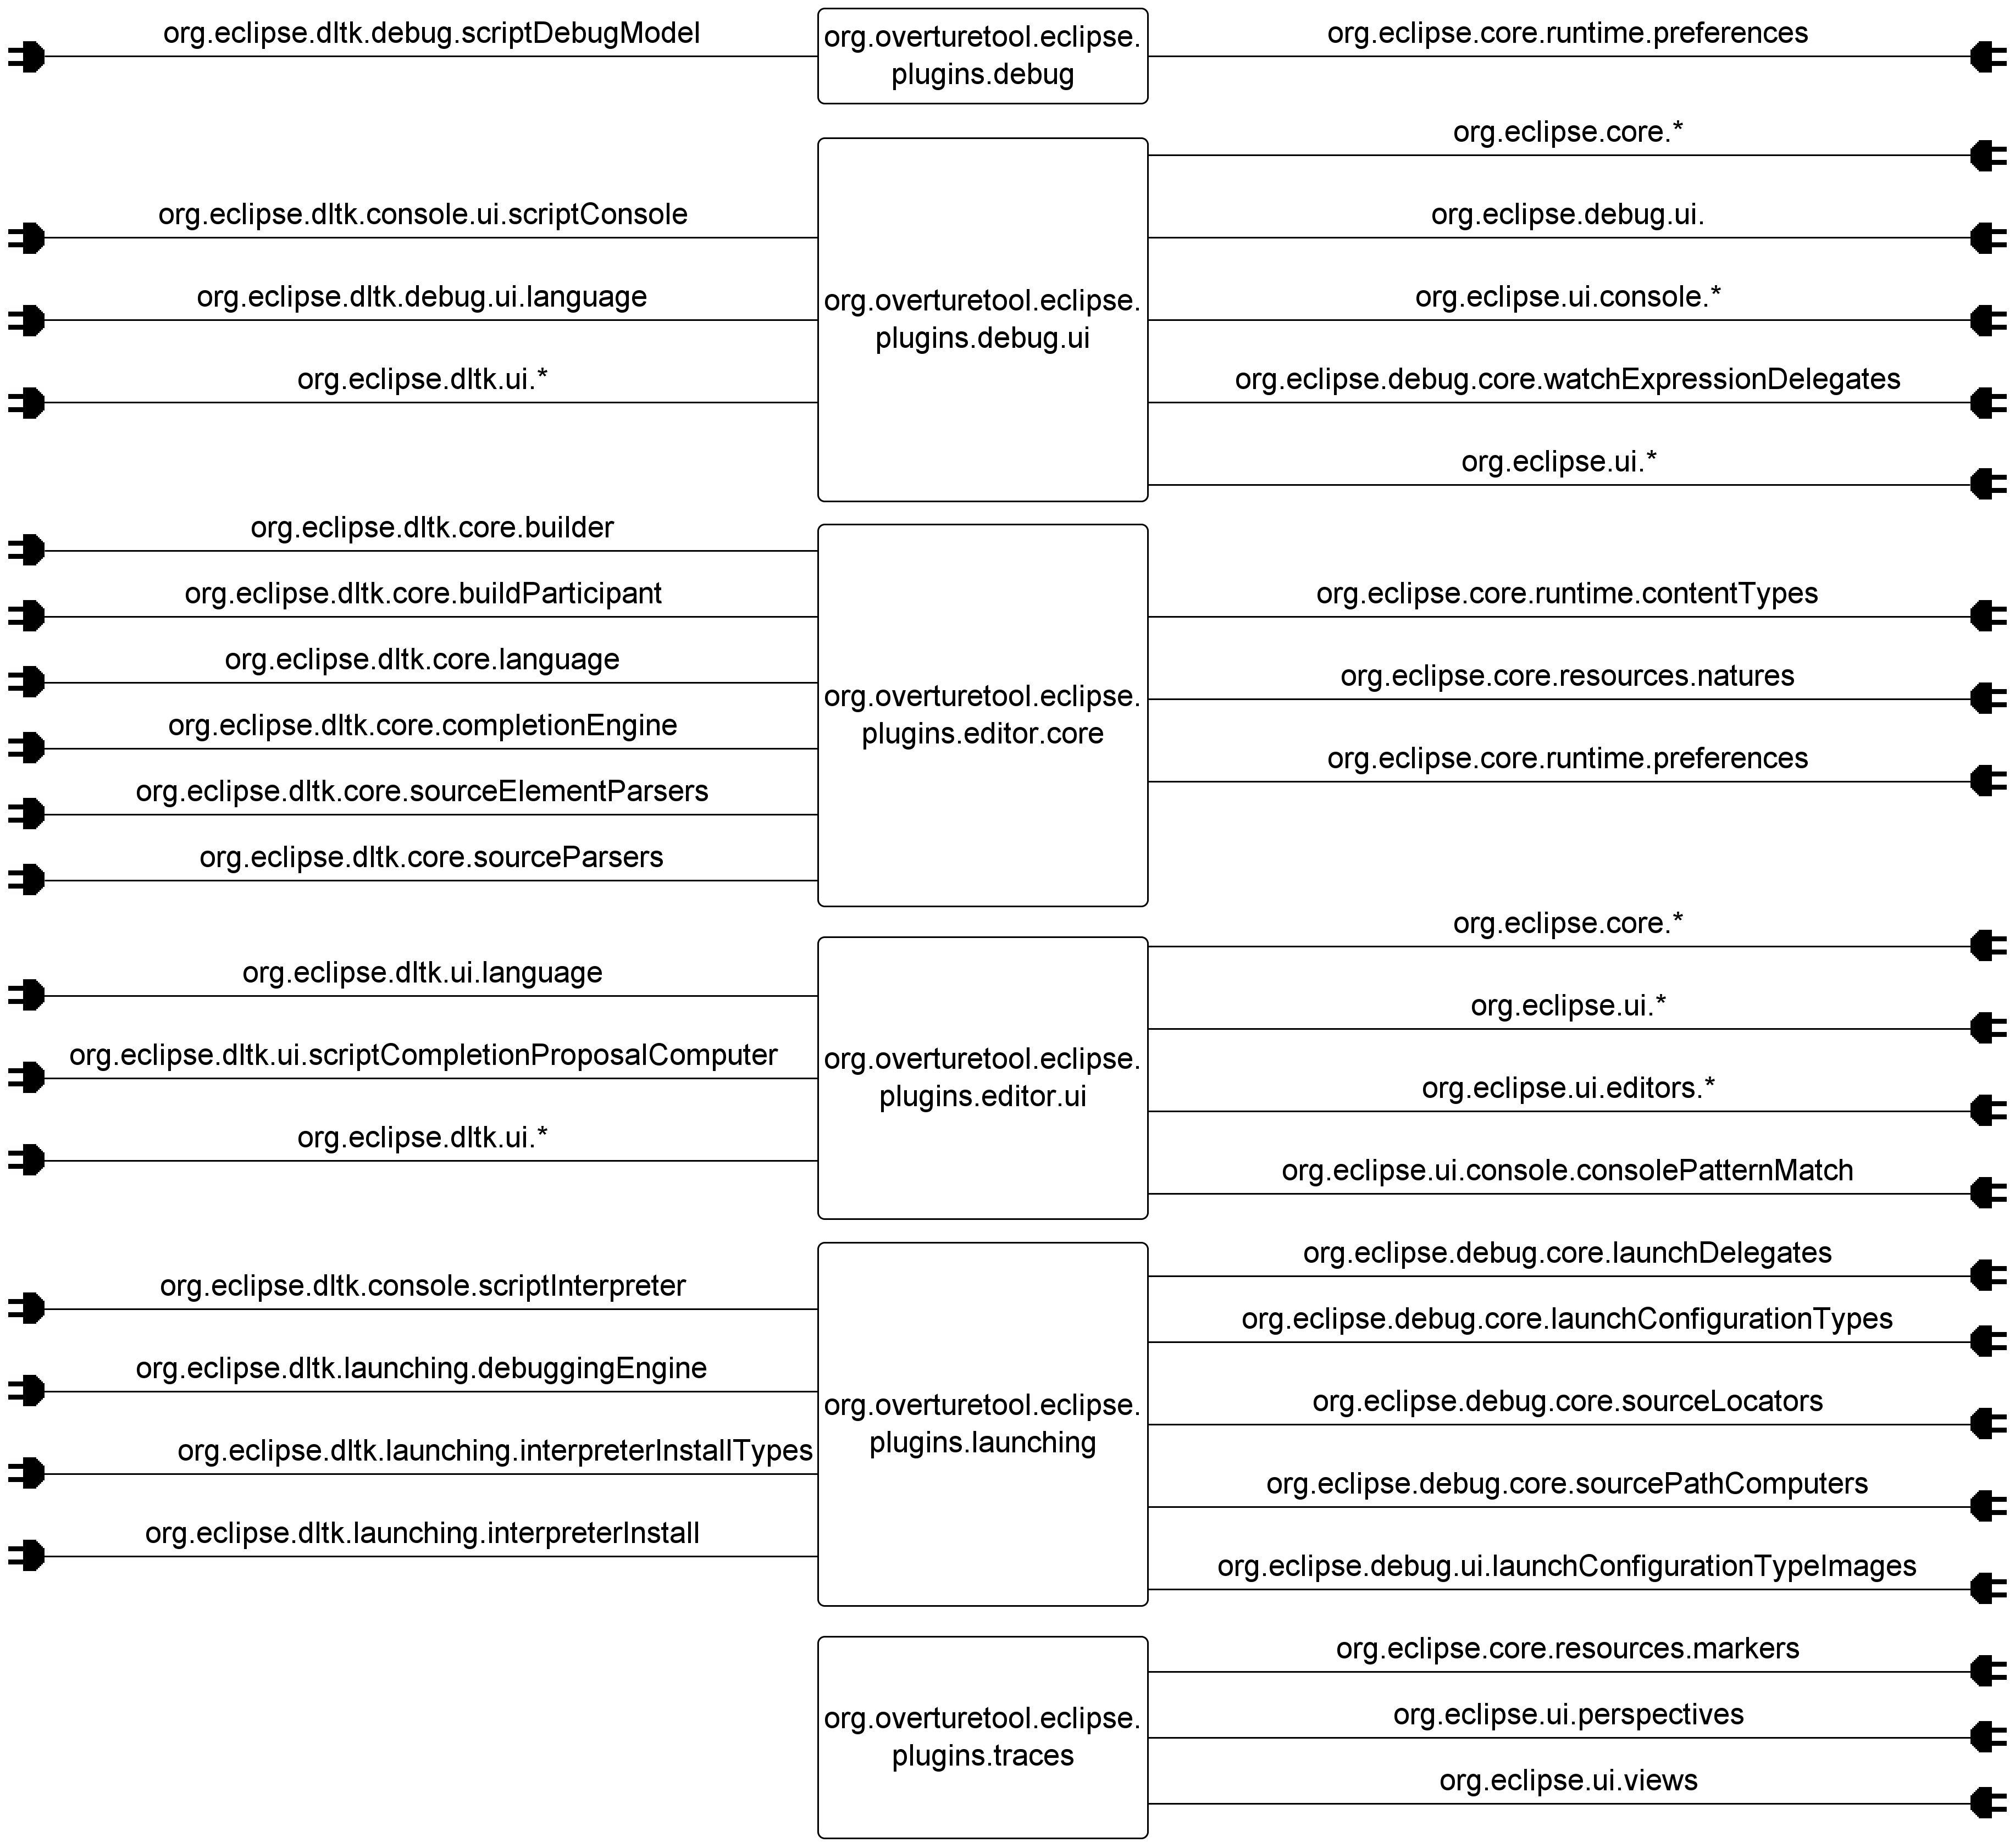 org.eclipse.dltk.debug.scriptDebugModel
org.overturetool.eclipse.
plugins.debug
org.eclipse.core.runtime.preferences
org.eclipse.dltk.console.ui.scriptConsole
org.eclipse.dltk.debug.ui.language
org.eclipse.dltk.ui.*
org.overturetool.eclipse.
plugins.debug.ui
org.eclipse.core.*
org.eclipse.debug.ui.
org.eclipse.ui.console.*
org.eclipse.debug.core.watchExpressionDelegates
org.eclipse.ui.*
org.eclipse.dltk.core.builder
org.eclipse.dltk.core.buildParticipant
org.eclipse.dltk.core.language
org.eclipse.dltk.core.completionEngine
org.eclipse.dltk.core.sourceElementParsers
org.eclipse.dltk.core.sourceParsers
org.overturetool.eclipse.
plugins.editor.core
org.eclipse.core.runtime.contentTypes
org.eclipse.core.resources.natures
org.eclipse.core.runtime.preferences
org.eclipse.dltk.ui.language
org.eclipse.dltk.ui.scriptCompletionProposalComputer
org.eclipse.dltk.ui.*
org.overturetool.eclipse.
plugins.editor.ui
org.eclipse.core.*
org.eclipse.ui.*
org.eclipse.ui.editors.*
org.eclipse.ui.console.consolePatternMatch
org.eclipse.dltk.console.scriptInterpreter
org.eclipse.dltk.launching.debuggingEngine
org.eclipse.dltk.launching.interpreterInstallTypes
org.eclipse.dltk.launching.interpreterInstall
org.overturetool.eclipse.
plugins.launching
org.eclipse.debug.core.launchDelegates
org.eclipse.debug.core.launchConfigurationTypes
org.eclipse.debug.core.sourceLocators
org.eclipse.debug.core.sourcePathComputers
org.eclipse.debug.ui.launchConfigurationTypeImages
org.overturetool.eclipse.
plugins.traces
org.eclipse.core.resources.markers
org.eclipse.ui.perspectives
org.eclipse.ui.views